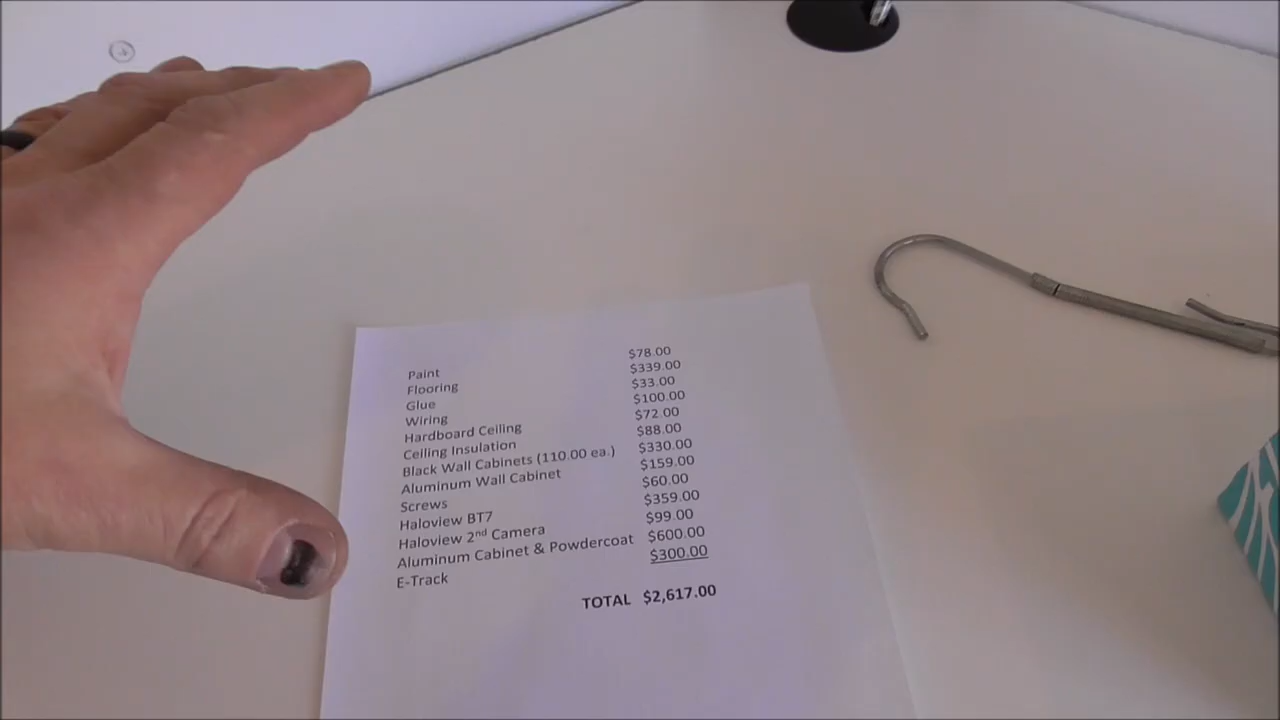 Paint $78.00
Flooring $339.00
Glue $33.00
Wiring $100.00
Hardboard Ceiling $72.00
Ceiling Insulation $88.00
Black Wall Cabinets (110.00 ea.) $330.00
Aluminum Wall Cabinet $159.00
Screws $60.00
Haloview BT7 $359.00
Haloview 2nd Camera $99.00
Aluminum Cabinet & Powdercoat $600.00
E-Track $300.00
TOTAL $2,617.00